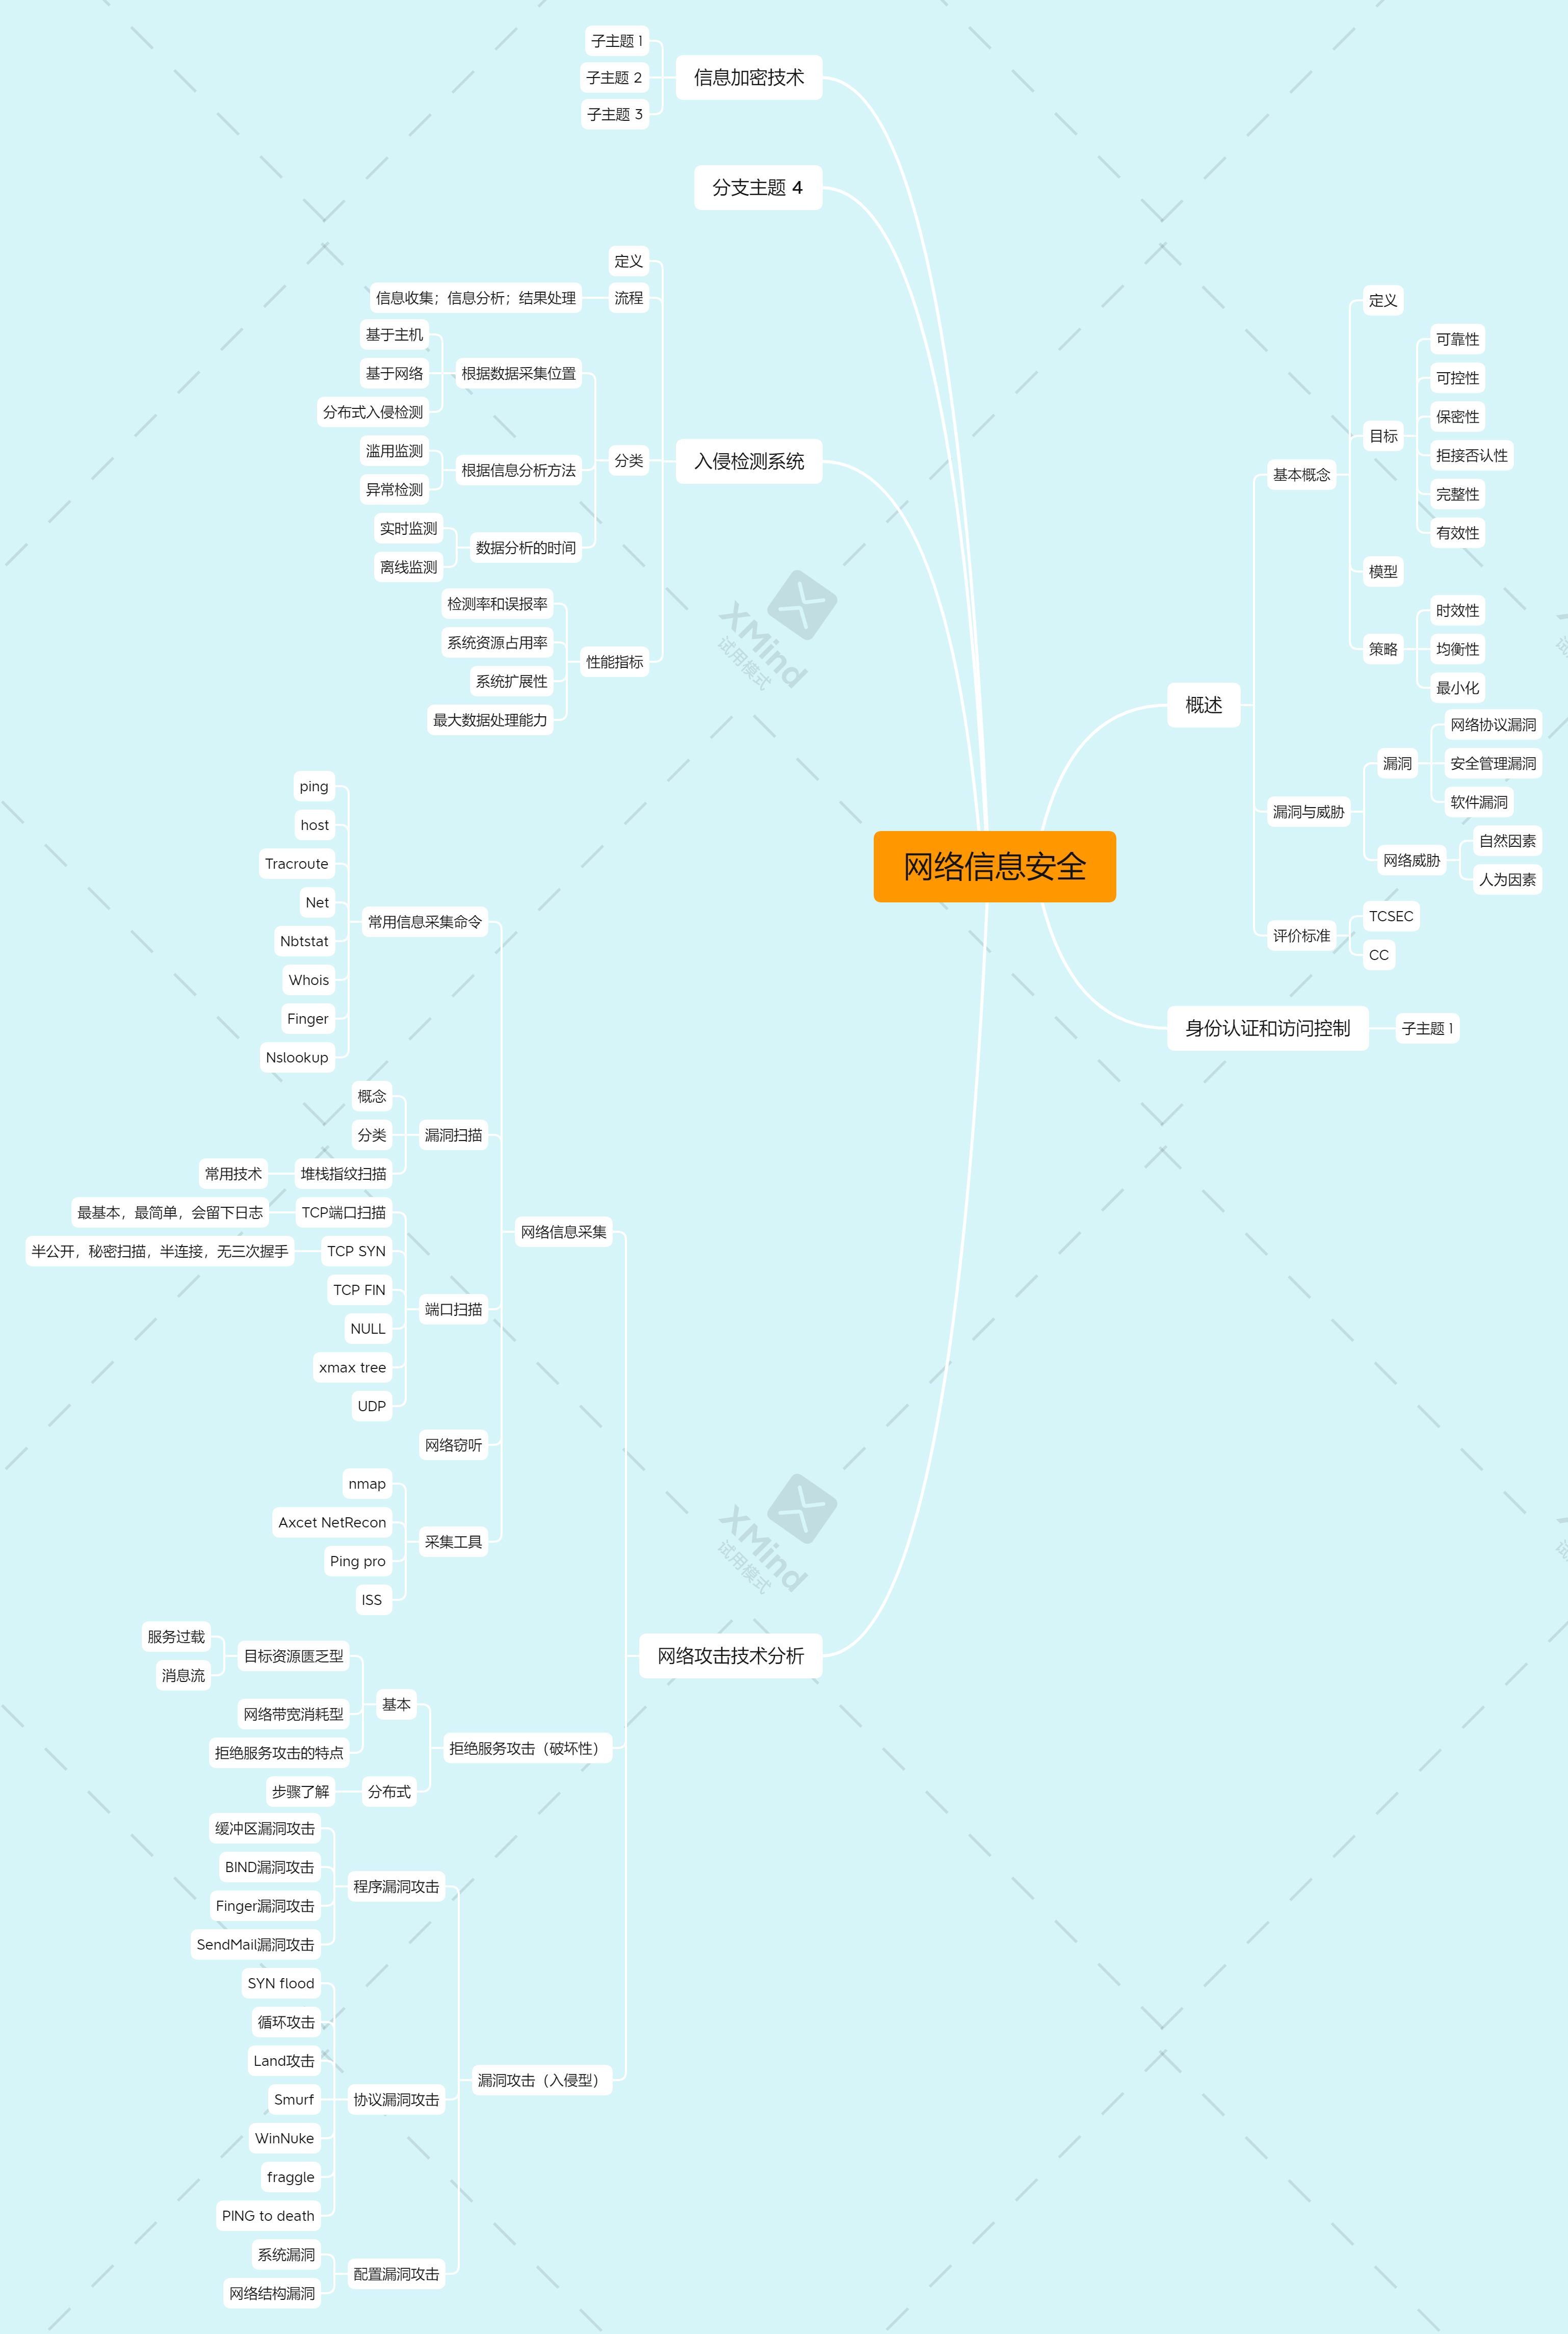 网络信息安全
概述
基本概念
定义
目标
可靠性
可控性
保密性
拒接否认性
完整性
有效性
模型
策略
时效性
均衡性
最小化
漏洞与威胁
漏洞
网络协议漏洞
安全管理漏洞
软件漏洞
网络威胁
自然因素
人为因素
评价标准
TCSEC
CC
身份认证和访问控制
子主题 1
网络攻击技术分析
网络信息采集
常用信息采集命令
ping
host
Tracroute
Net
Nbtstat
Whois
Finger
Nslookup
漏洞扫描
概念
分类
堆栈指纹扫描
常用技术
端口扫描
TCP端口扫描
最基本，最简单，会留下日志
TCP SYN
半公开，秘密扫描，半连接，无三次握手
TCP FIN
NULL
xmax tree
UDP
网络窃听
采集工具
nmap
Axcet NetRecon
Ping pro
ISS
拒绝服务攻击（破坏性）
基本
目标资源匮乏型
服务过载
消息流
网络带宽消耗型
拒绝服务攻击的特点
分布式
步骤了解
漏洞攻击（入侵型）
程序漏洞攻击
缓冲区漏洞攻击
BIND漏洞攻击
Finger漏洞攻击
SendMail漏洞攻击
协议漏洞攻击
SYN flood
循环攻击
Land攻击
Smurf
WinNuke
fraggle
PING to death
配置漏洞攻击
系统漏洞
网络结构漏洞
入侵检测系统
定义
流程
信息收集；信息分析；结果处理
分类
根据数据采集位置
基于主机
基于网络
分布式入侵检测
根据信息分析方法
滥用监测
异常检测
数据分析的时间
实时监测
离线监测
性能指标
检测率和误报率
系统资源占用率
系统扩展性
最大数据处理能力
分支主题 4
信息加密技术
子主题 1
子主题 2
子主题 3
XMind
试用模式
XMind
试用模式